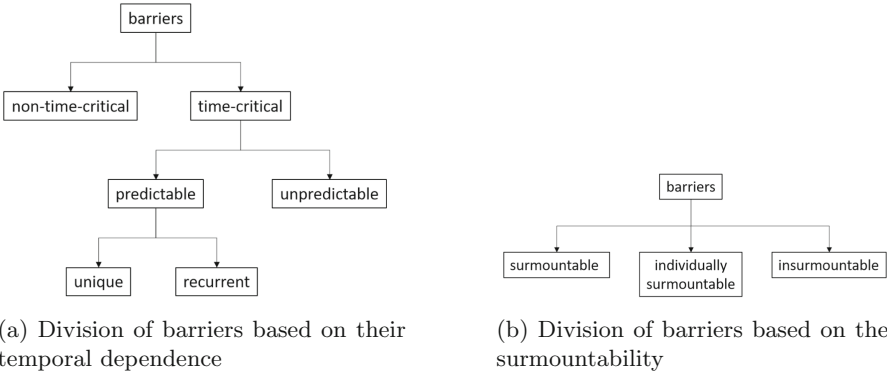 barriers
non-time-critical
time-critical
predictable
unpredictable
unique
recurrent
(a) Division of barriers based on their
temporal dependence
barriers
surmountable
individually
surmountable
insurmountable
(b) Division of barriers based on the
surmountability